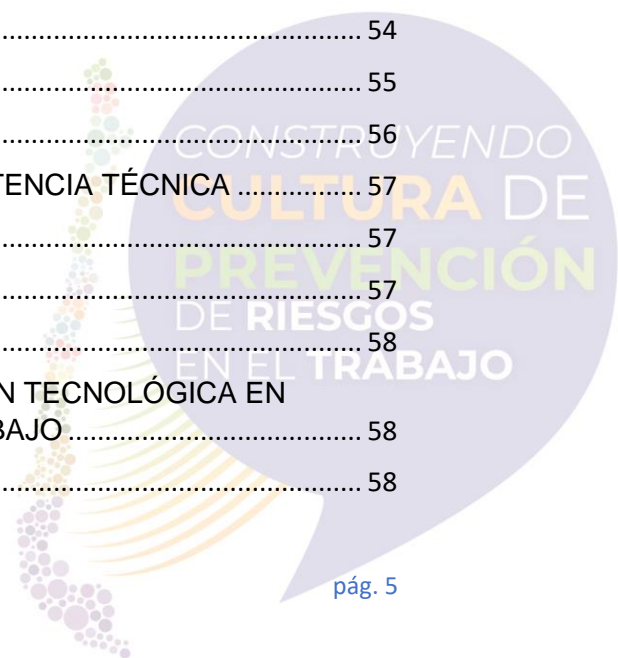 ........................................................ 54
........................................................ 55
........................................................ 56
TENCIA TÉCNICA ................. 57
........................................................ 57
........................................................ 57
........................................................ 58
N TECNOLÓGICA EN
BAJO ........................................... 58
........................................................ 58
CONSTRUYENDO
CULTURA DE
PREVENCIÓN
DE RIESGOS
EN EL TRABAJO
pág. 5